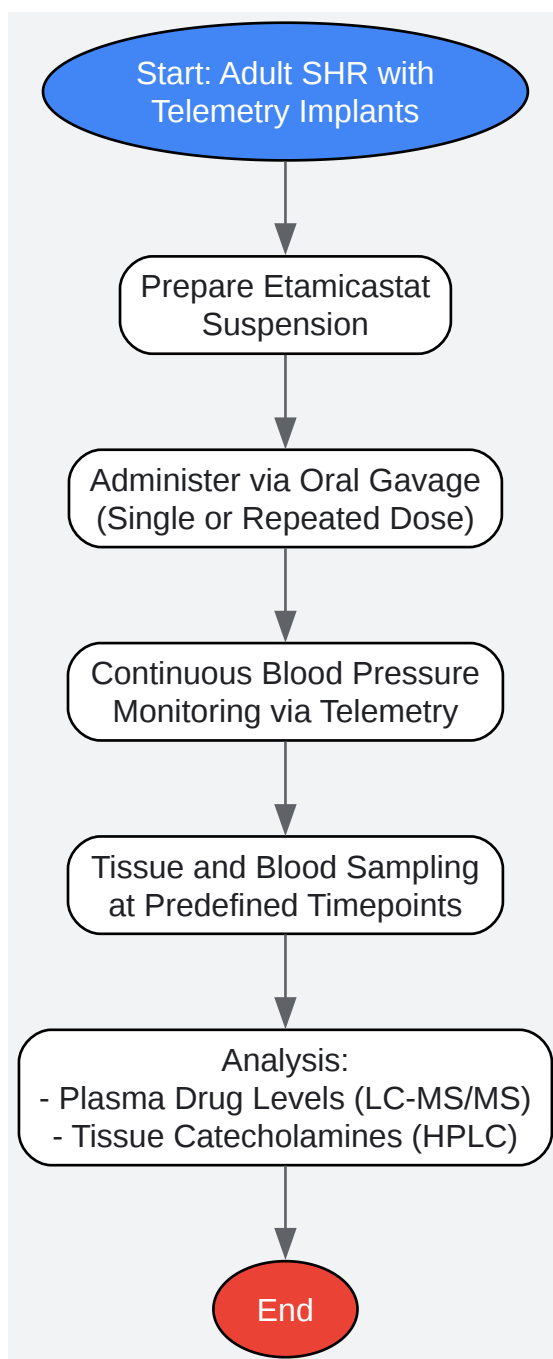 Start: Adult SHR with
Telemetry Implants
Prepare Etamicastat
Suspension
Administer via Oral Gavage
(Single or Repeated Dose)
Continuous Blood Pressure
Monitoring via Telemetry
Tissue and Blood Sampling
at Predefined Timepoints
Analysis:
- Plasma Drug Levels (LC-MS/MS)
- Tissue Catecholamines (HPLC)
End